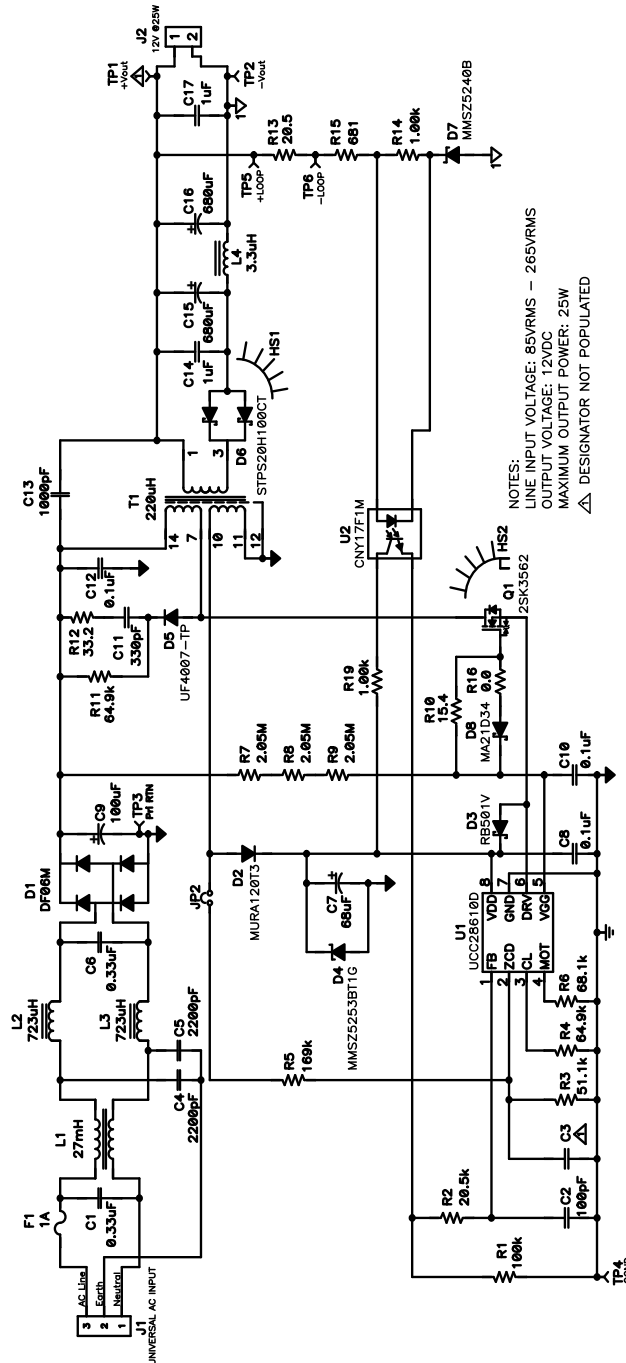 J1
UNIVERSAL AC INPUT
3
2
1
AC Line
Earth
Neutral
F1
1A
C1
0.33uF
L1
27mH
C4
2200pF
C5
2200pF
L2
723uH
L3
723uH
C6
0.33uF
D1
DF06M
C9
100uF
TP3
Pri RTN
R11
64.9k
R12
33.2
C11
330pF
C12
0.1uF
D5
UF4007-TP
C13
1000pF
T1
220uH
14
7
10
11
12
1
3
D6
STPS20H100CT
HS1
C14
1uF
C15
680uF
L4
3.3uH
C16
680uF
C17
1uF
TP1
+Vout
TP2
-Vout
J2
12V @25W
1
2
1
JP2
D2
MURA120T3
R7
2.05M
R8
2.05M
R9
2.05M
R5
169k
D4
MMSZ5253BT1G
C7
68uF
R19
1.00k
U2
CNY17F1M
TP5
+LOOP
R13
20.5
TP6
-LOOP
R15
681
R14
1.00k
D7
MMSZ5240B
1
R1
100k
R2
20.5k
C2
100pF
C3
1
R3
51.1k
R4
64.9k
R6
68.1k
U1
UCC28610D
1 FB
2 ZCD
3 CL
4 MOT
VDD 8
GND 7
DRV 6
VGG 5
D3
RB501V
C8
0.1uF
C10
0.1uF
R10
15.4
D8
MA21D34
R16
0.0
Q1
2SK3562
HS2
TP4
NOTES:
LINE INPUT VOLTAGE: 85VRMS – 265VRMS
OUTPUT VOLTAGE: 12VDC
MAXIMUM OUTPUT POWER: 25W
1 DESIGNATOR NOT POPULATED